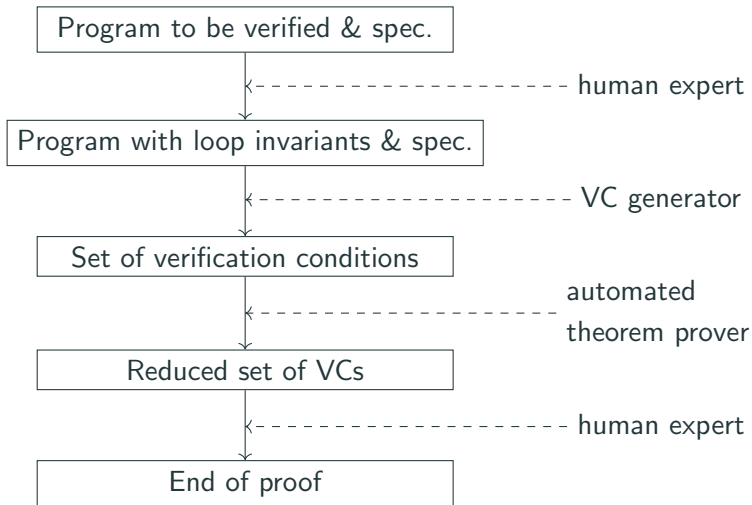 Program to be verified & spec.
human expert
Program with loop invariants & spec.
VC generator
Set of verification conditions
automated
theorem prover
Reduced set of VCs
human expert
End of proof